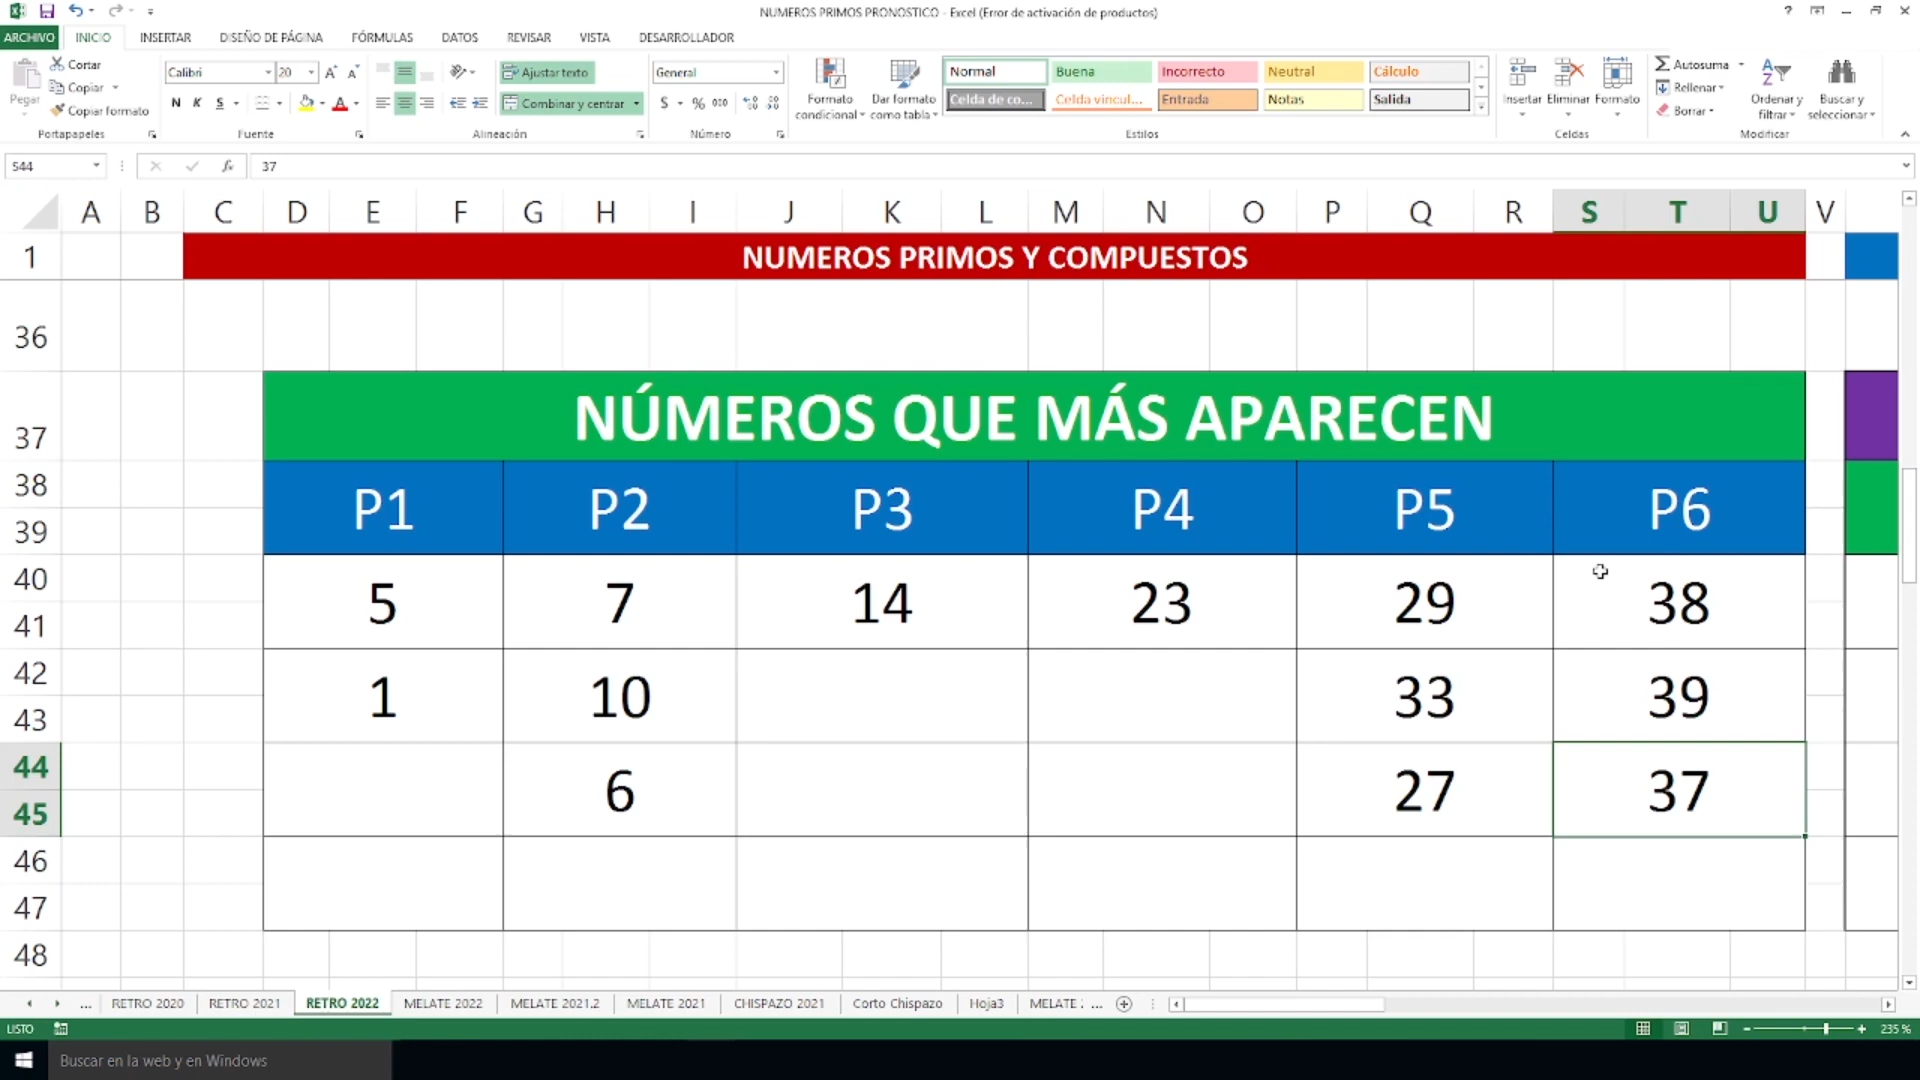 NUMEROS PRIMOS PRONOSTICO - Excel (Error de activación de productos)
ARCHIVO INICIO INSERTAR DISEÑO DE PÁGINA FÓRMULAS DATOS REVISAR VISTA DESARROLLADOR
Pegar
Cortar
Copiar
Copiar formato
Portapapeles
Calibri 20
N K S
Fuente
Ajustar texto
Combinar y centrar
Alineación
General
$ % 000
Número
Formato condicional
Dar formato como tabla
Normal Buena Incorrecto Neutral Cálculo
Celda de co... Celda vincul... Entrada Notas Salida
Estilos
Insertar Eliminar Formato
Celdas
Autosuma
Rellenar
Borrar
Ordenar y filtrar
Buscar y seleccionar
Modificar
S44 fx 37
A B C D E F G H I J K L M N O P Q R S T U V
1 NUMEROS PRIMOS Y COMPUESTOS
36
37 NÚMEROS QUE MÁS APARECEN
38
P1 P2 P3 P4 P5 P6
39
40
5 7 14 23 29 38
41
42
1 10 33 39
43
44
6 27 37
45
46
47
48
... RETRO 2020 RETRO 2021 RETRO 2022 MELATE 2022 MELATE 2021.2 MELATE 2021 CHISPAZO 2021 Corto Chispazo Hoja3 MELATE : ...
LISTO 235 %
Buscar en la web y en Windows